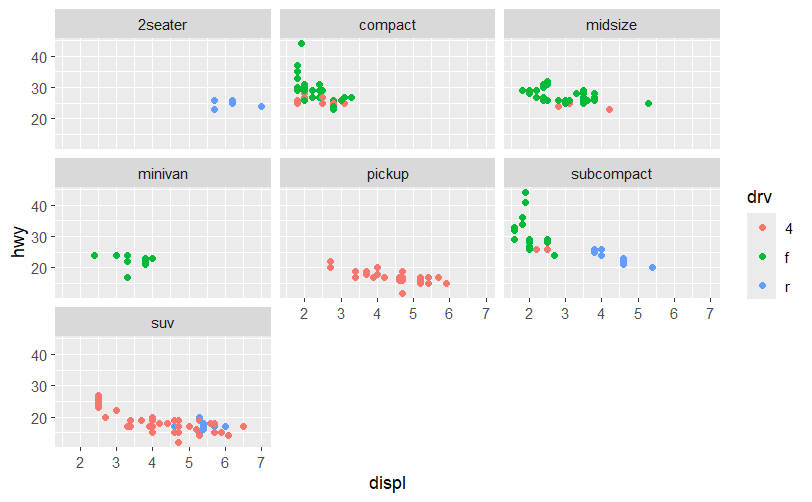 2seater compact midsize
40
30
20
minivan pickup subcompact
40
30
20
2 3 4 5 6 7 2 3 4 5 6 7
suv
40
30
20
2 3 4 5 6 7
displ
hwy
drv
4
f
r